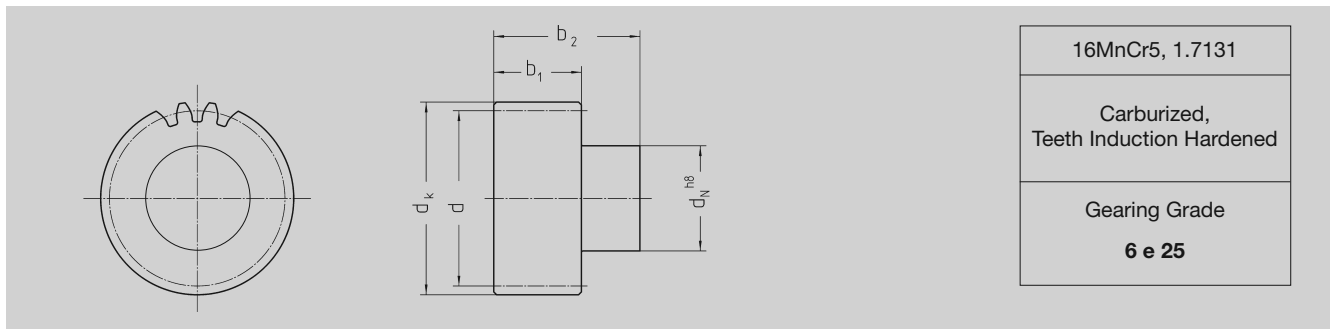 b2
b1
dk
d
dN h8
16MnCr5, 1.7131
Carburized,
Teeth Induction Hardened
Gearing Grade
6 e 25